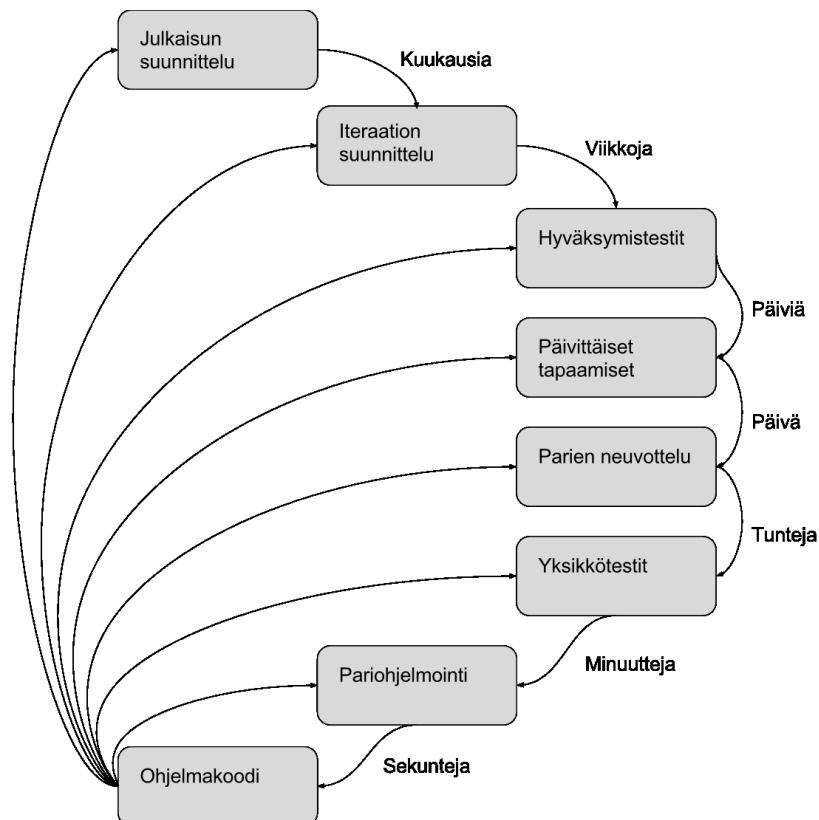 Julkaisun
suunnittelu
Kuukausia
Iteraation
suunnittelu
Viikkoja
Hyväksymistestit
Päiviä
Päivittäiset
tapaamiset
Päivä
Parien neuvottelu
Tunteja
Yksikkötestit
Minuutteja
Pariohjelmointi
Sekunteja
Ohjelmakoodi